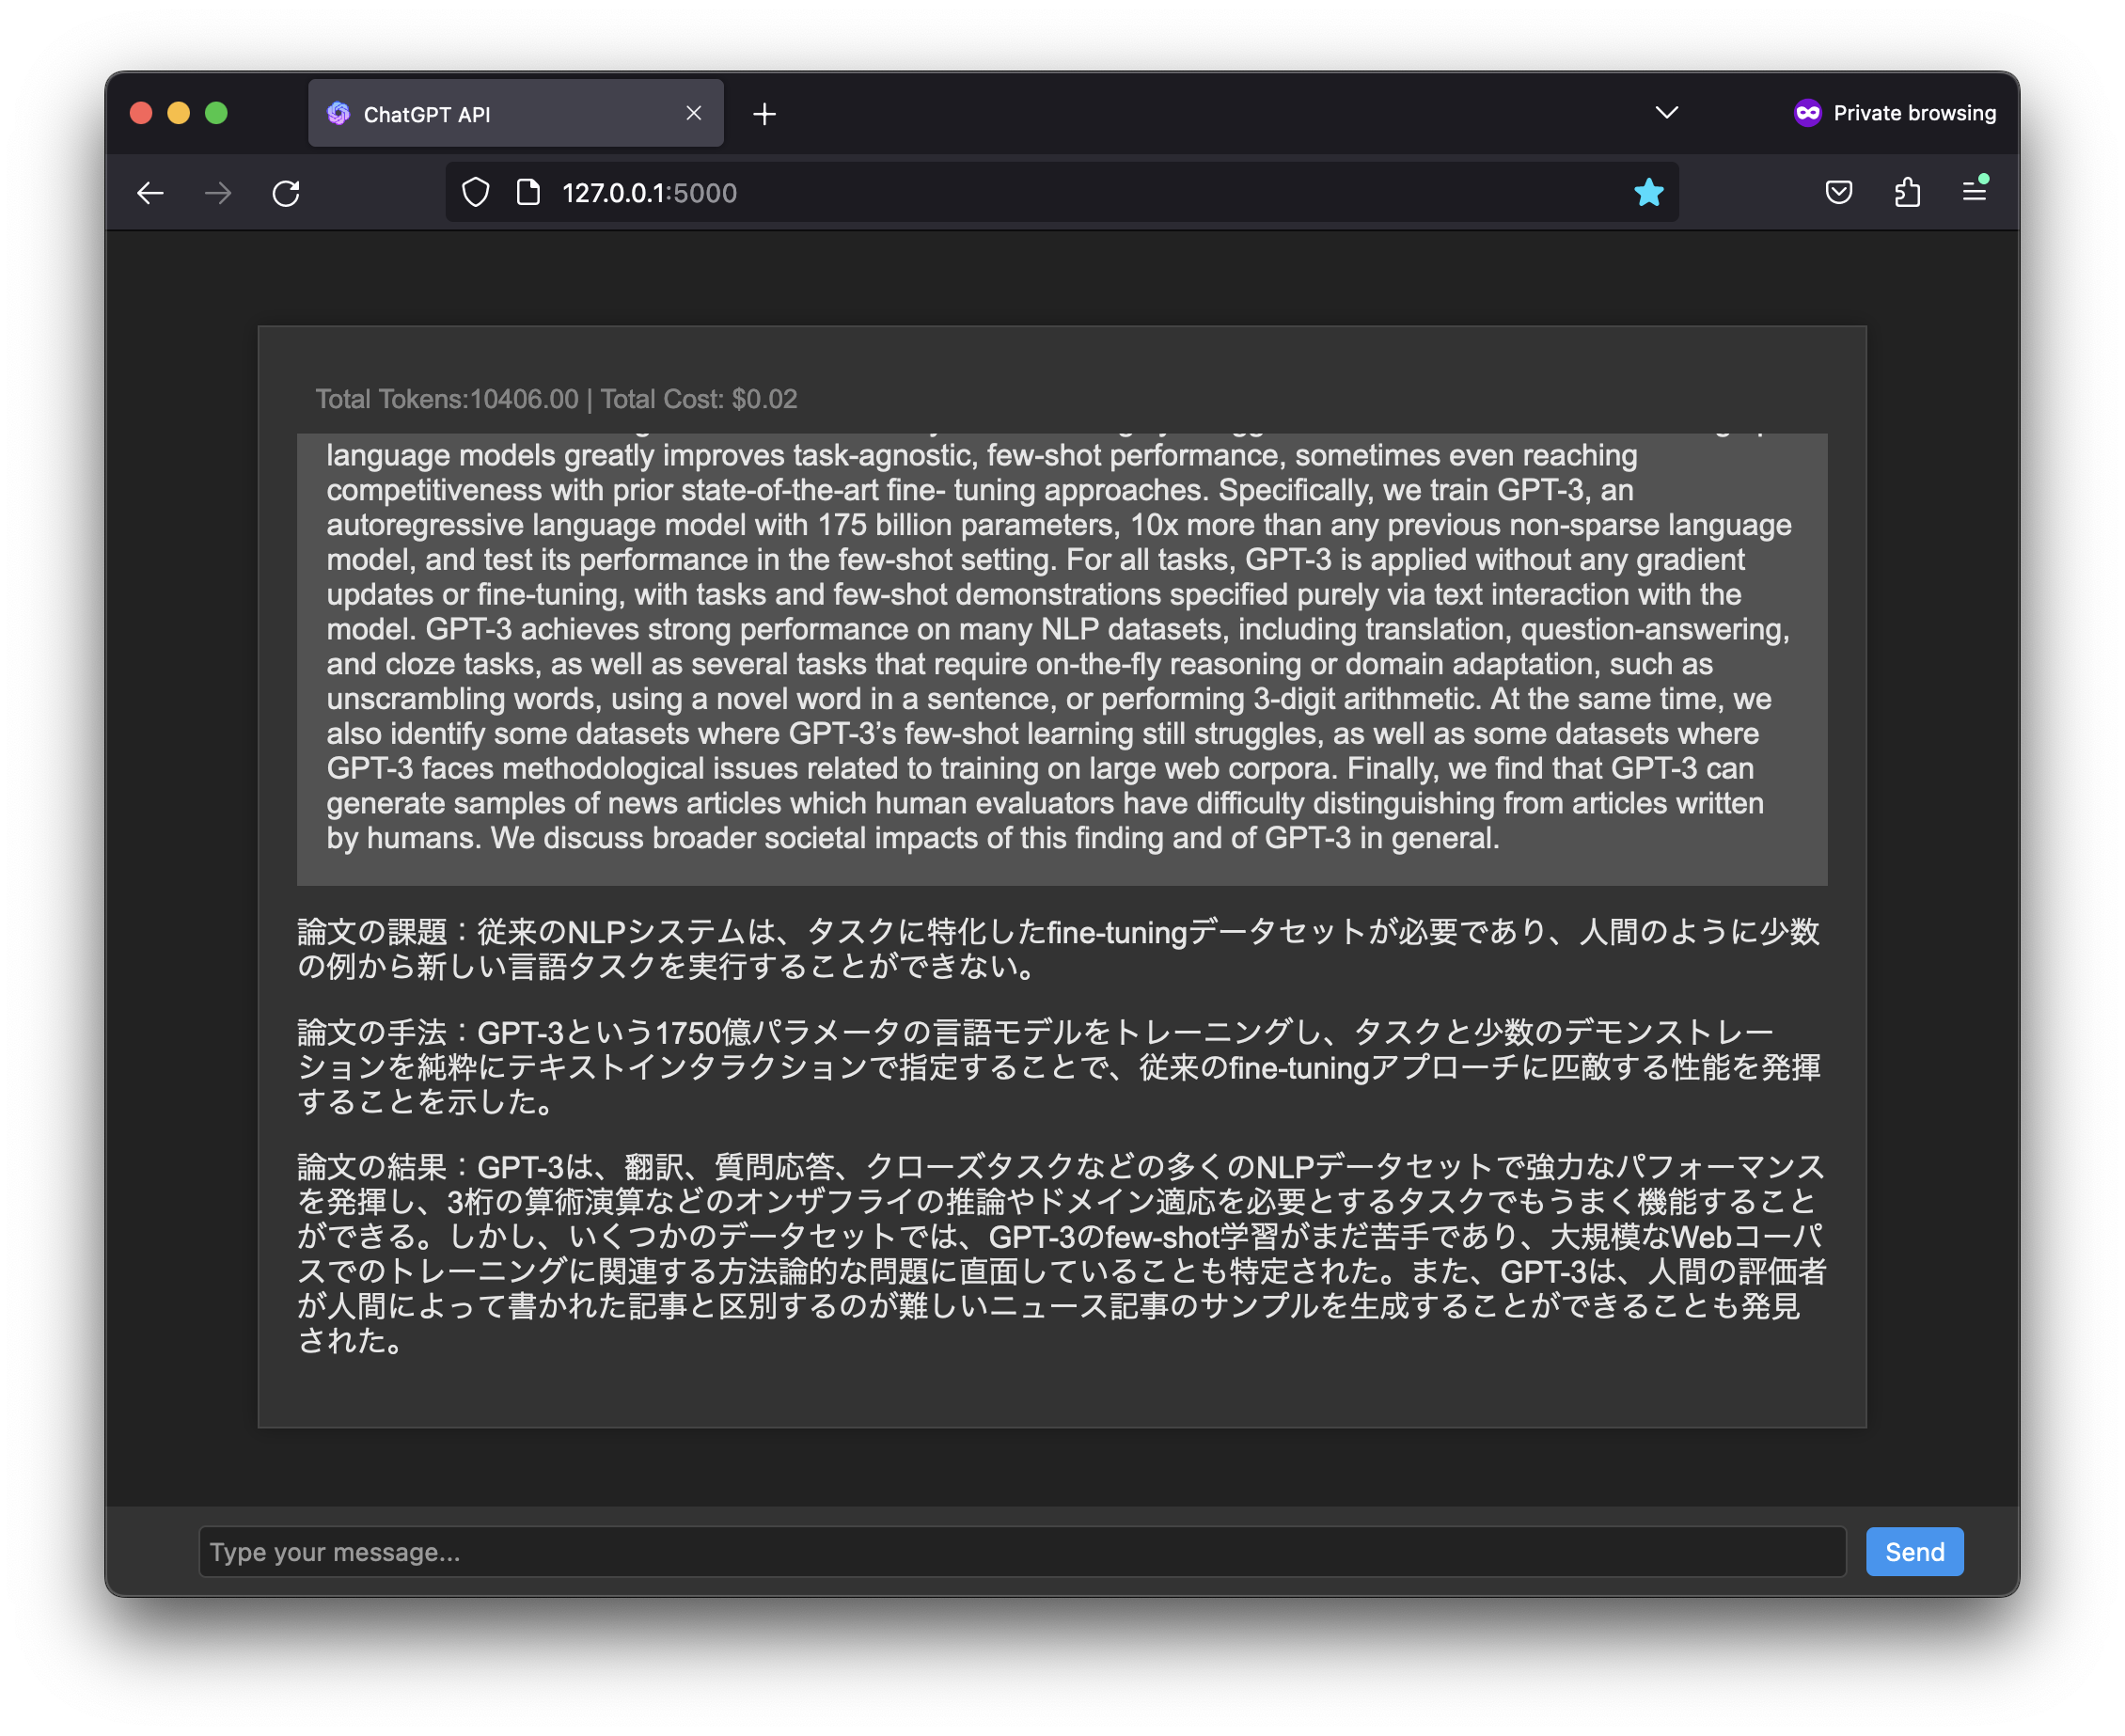 ChatGPT API
Private browsing
127.0.0.1:5000
Total Tokens:10406.00 | Total Cost: $0.02
language models greatly improves task-agnostic, few-shot performance, sometimes even reaching
competitiveness with prior state-of-the-art fine- tuning approaches. Specifically, we train GPT-3, an
autoregressive language model with 175 billion parameters, 10x more than any previous non-sparse language
model, and test its performance in the few-shot setting. For all tasks, GPT-3 is applied without any gradient
updates or fine-tuning, with tasks and few-shot demonstrations specified purely via text interaction with the
model. GPT-3 achieves strong performance on many NLP datasets, including translation, question-answering,
and cloze tasks, as well as several tasks that require on-the-fly reasoning or domain adaptation, such as
unscrambling words, using a novel word in a sentence, or performing 3-digit arithmetic. At the same time, we
also identify some datasets where GPT-3’s few-shot learning still struggles, as well as some datasets where
GPT-3 faces methodological issues related to training on large web corpora. Finally, we find that GPT-3 can
generate samples of news articles which human evaluators have difficulty distinguishing from articles written
by humans. We discuss broader societal impacts of this finding and of GPT-3 in general.
論文の課題：従来のNLPシステムは、タスクに特化したfine-tuningデータセットが必要であり、人間のように少数
の例から新しい言語タスクを実行することができない。
論文の手法：GPT-3という1750億パラメータの言語モデルをトレーニングし、タスクと少数のデモンストレー
ションを純粋にテキストインタラクションで指定することで、従来のfine-tuningアプローチに匹敵する性能を発揮
することを示した。
論文の結果：GPT-3は、翻訳、質問応答、クローズタスクなどの多くのNLPデータセットで強力なパフォーマンス
を発揮し、3桁の算術演算などのオンザフライの推論やドメイン適応を必要とするタスクでもうまく機能すること
ができる。しかし、いくつかのデータセットでは、GPT-3のfew-shot学習がまだ苦手であり、大規模なWebコーパ
スでのトレーニングに関連する方法論的な問題に直面していることも特定された。また、GPT-3は、人間の評価者
が人間によって書かれた記事と区別するのが難しいニュース記事のサンプルを生成することができることも発見
された。
Type your message...
Send